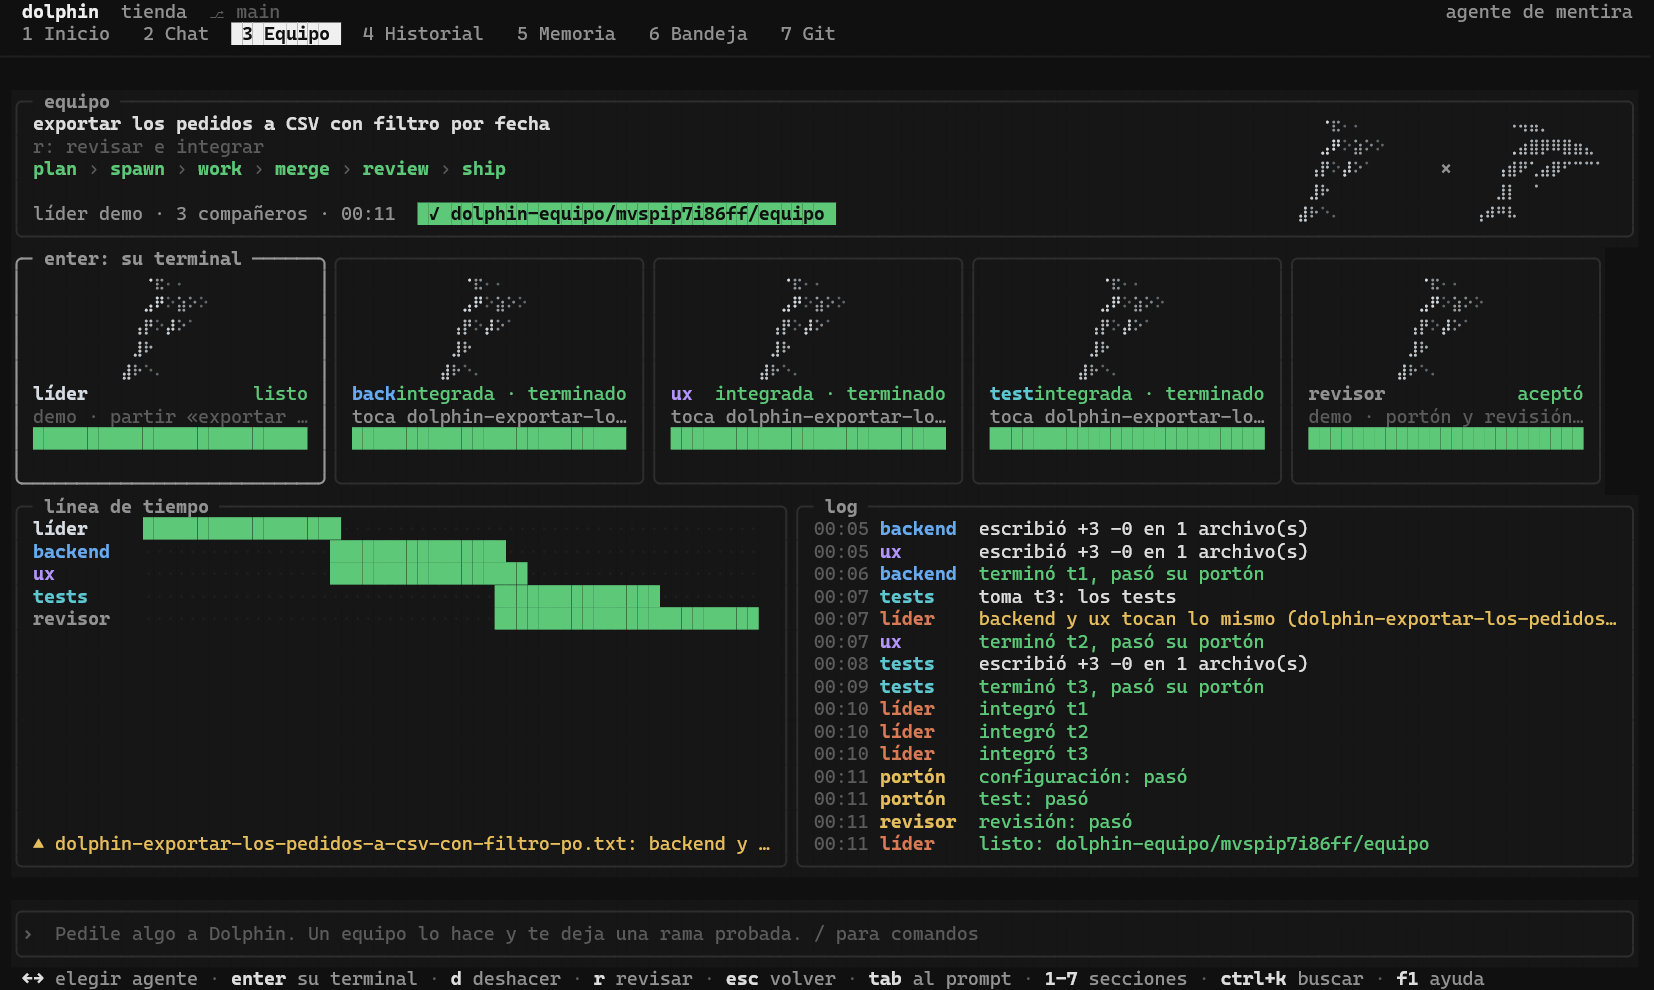 dolphin tienda main
agente de mentira
1 Inicio 2 Chat 3 Equipo 4 Historial 5 Memoria 6 Bandeja 7 Git
equipo
exportar los pedidos a CSV con filtro por fecha
r: revisar e integrar
plan › spawn › work › merge › review › ship
×
líder demo · 3 compañeros · 00:11 ✓ dolphin-equipo/mvspip7i86ff/equipo
enter: su terminal
líder listo
demo · partir «exportar …
backintegrada · terminado
toca dolphin-exportar-lo…
ux integrada · terminado
toca dolphin-exportar-lo…
testintegrada · terminado
toca dolphin-exportar-lo…
revisor aceptó
demo · portón y revisión…
línea de tiempo
líder
backend
ux
tests
revisor
▲ dolphin-exportar-los-pedidos-a-csv-con-filtro-po.txt: backend y …
log
00:05 backend escribió +3 -0 en 1 archivo(s)
00:05 ux escribió +3 -0 en 1 archivo(s)
00:06 backend terminó t1, pasó su portón
00:07 tests toma t3: los tests
00:07 líder backend y ux tocan lo mismo (dolphin-exportar-los-pedidos…
00:07 ux terminó t2, pasó su portón
00:08 tests escribió +3 -0 en 1 archivo(s)
00:09 tests terminó t3, pasó su portón
00:10 líder integró t1
00:10 líder integró t2
00:10 líder integró t3
00:11 portón configuración: pasó
00:11 portón test: pasó
00:11 revisor revisión: pasó
00:11 líder listo: dolphin-equipo/mvspip7i86ff/equipo
› Pedile algo a Dolphin. Un equipo lo hace y te deja una rama probada. / para comandos
↔ elegir agente · enter su terminal · d deshacer · r revisar · esc volver · tab al prompt · 1-7 secciones · ctrl+k buscar · f1 ayuda